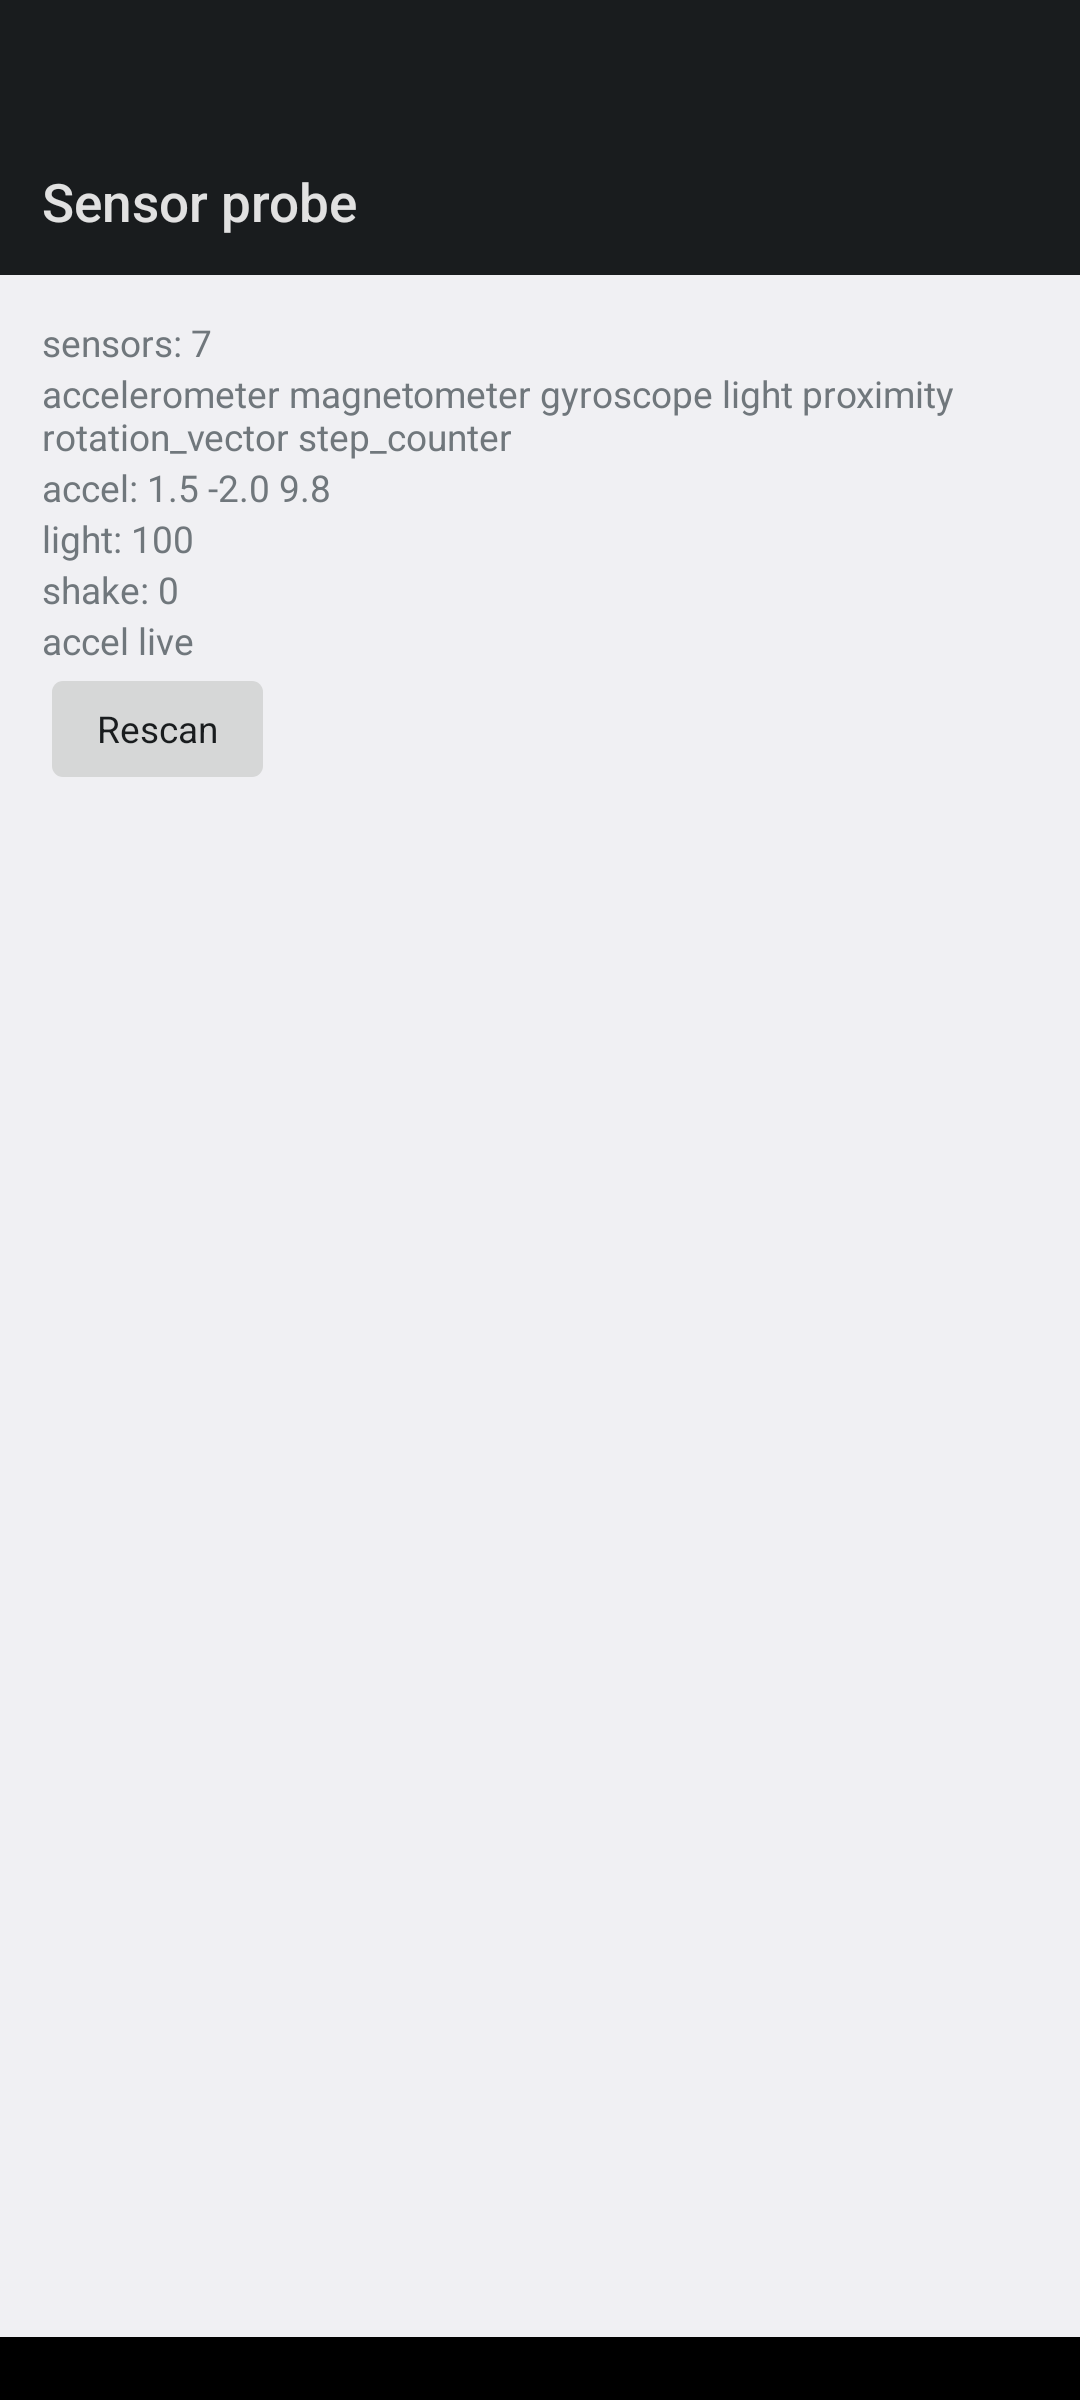 Sensor probe
sensors: 7
accelerometer magnetometer gyroscope light proximity
rotation_vector step_counter
accel: 1.5 -2.0 9.8
light: 100
shake: 0
accel live
Rescan